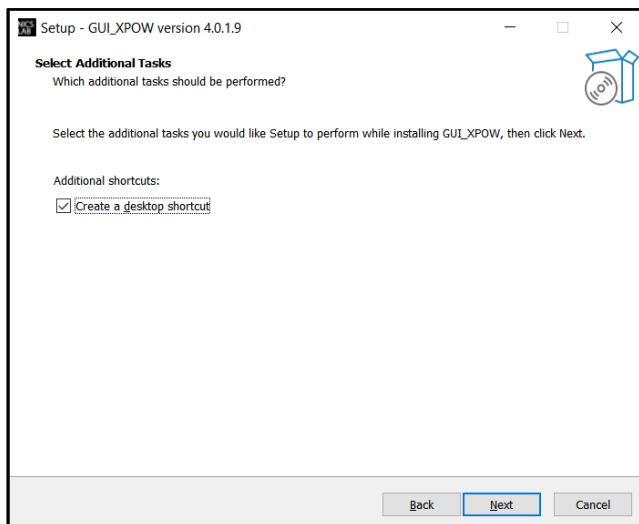 NICS
LAB
Setup - GUI_XPOW version 4.0.1.9
Select Additional Tasks
Which additional tasks should be performed?
Select the additional tasks you would like Setup to perform while installing GUI_XPOW, then click Next.
Additional shortcuts:
Create a desktop shortcut
Back
Next
Cancel